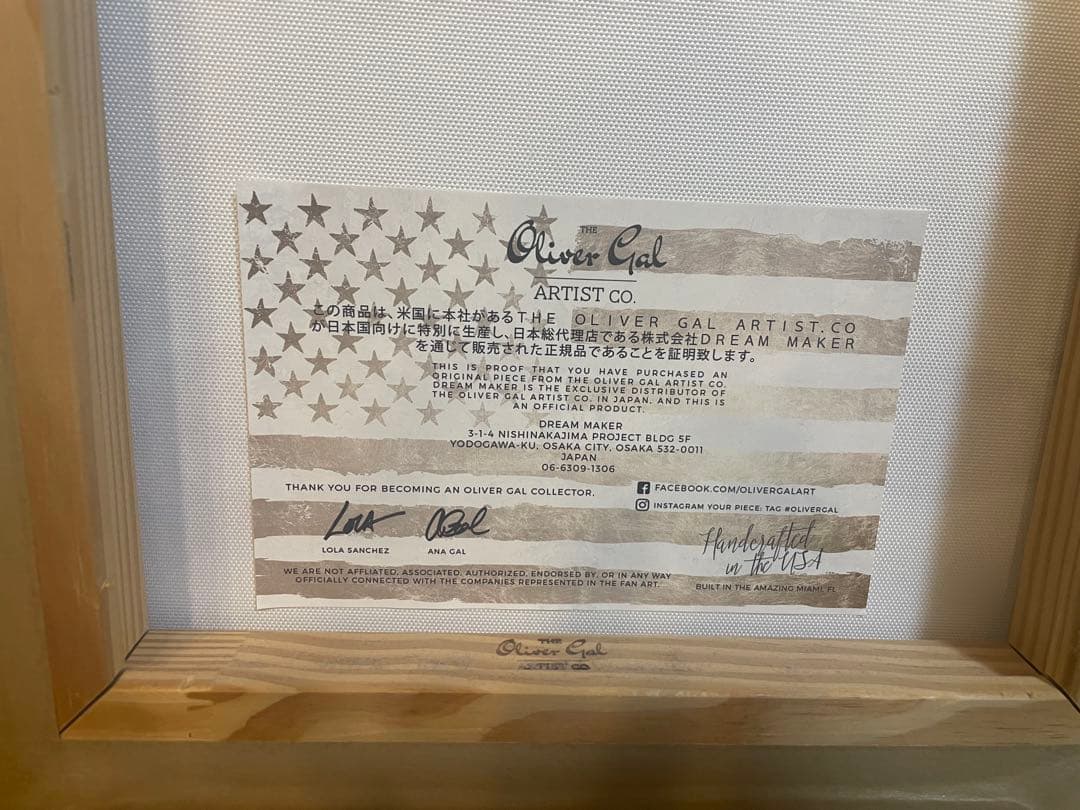 THE
Oliver Gal
ARTIST CO.
この商品は、米国に本社があるTHE OLIVER GAL ARTIST.CO
が日本国向けに特別に生産し、日本総代理店である株式会社DREAM MAKER
を通じて販売された正規品であることを証明致します。
THIS IS PROOF THAT YOU HAVE PURCHASED AN
ORIGINAL PIECE FROM THE OLIVER GAL ARTIST CO.
DREAM MAKER IS THE EXCLUSIVE DISTRIBUTOR OF
THE OLIVER GAL ARTIST CO. IN JAPAN. AND THIS IS
AN OFFICIAL PRODUCT.
DREAM MAKER
3-1-4 NISHINAKAJIMA PROJECT BLDG 5F
YODOGAWA-KU, OSAKA CITY, OSAKA 532-0011
JAPAN
06-6309-1306
THANK YOU FOR BECOMING AN OLIVER GAL COLLECTOR.
FACEBOOK.COM/OLIVERGALART
INSTAGRAM YOUR PIECE: TAG #OLIVERGAL
LOLA
LOLA SANCHEZ
ANA GAL
Handcrafted
in the USA
BUILT IN THE AMAZING MIAMI, FL
WE ARE NOT AFFLIATED, ASSOCIATED, AUTHORIZED, ENDORSED BY, OR IN ANY WAY
OFFICIALLY CONNECTED WITH THE COMPANIES REPRESENTED IN THE FAN ART.
THE
Oliver Gal
ARTIST CO.